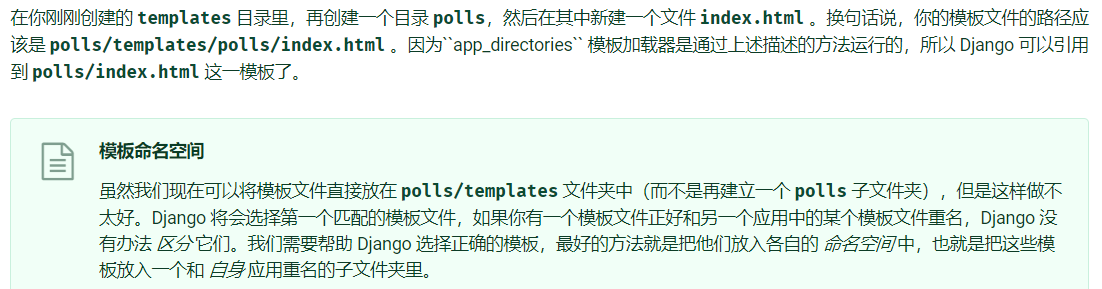 在你刚刚创建的 templates 目录里，再创建一个目录 polls，然后在其中新建一个文件 index.html 。换句话说，你的模板文件的路径应
该是 polls/templates/polls/index.html 。因为``app_directories`` 模板加载器是通过上述描述的方法运行的，所以 Django 可以引用
到 polls/index.html 这一模板了。
模板命名空间
虽然我们现在可以将模板文件直接放在 polls/templates 文件夹中（而不是再建立一个 polls 子文件夹），但是这样做不
太好。Django 将会选择第一个匹配的模板文件，如果你有一个模板文件正好和另一个应用中的某个模板文件重名，Django 没
有办法 区分 它们。我们需要帮助 Django 选择正确的模板，最好的方法就是把他们放入各自的 命名空间 中，也就是把这些模
板放入一个和 自身 应用重名的子文件夹里。